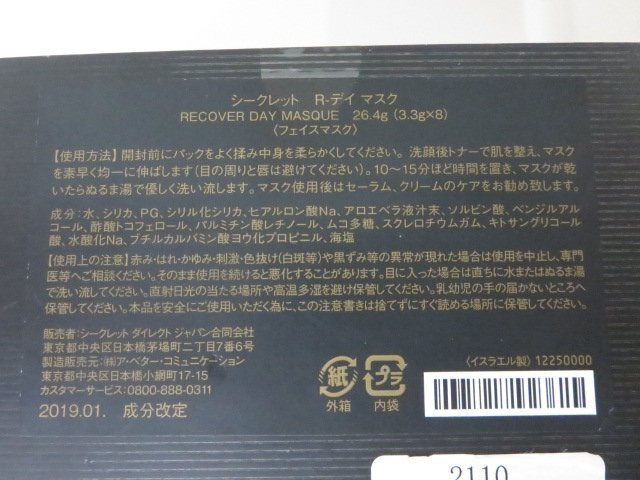 シークレット R-デイ マスク
RECOVER DAY MASQUE 26.4g (3.3g×8)
〈フェイスマスク〉
【使用方法】開封前にパックをよく揉み中身を柔らかくしてください。洗顔後トナーで肌を整え、マスク
を素早く均一に伸ばします(目の周りと唇は避けてください)。10〜15分ほど時間を置き、マスクが乾
いたらぬるま湯で優しく洗い流します。マスク使用後はセーラム、クリームのケアをお勧め致します。
成分:水、シリカ、PG、シリル化シリカ、ヒアルロン酸Na、アロエベラ液汁末、ソルビン酸、ベンジルア
ルコール、酢酸トコフェロール、パルミチン酸レチノール、ムコ多糖、スクレロチウムガム、キトサングリコール
酸、水酸化Na、ブチルカルバミン酸ヨウ化プロピニル、海塩
【使用上の注意】赤み・はれ・かゆみ・刺激・色抜け(白斑等)や黒ずみ等の異常が現れた場合は使用を中止し、専門
医等へご相談ください。そのまま使用を続けると悪化することがあります。目に入った場合は直ちに水またはぬるま湯
で洗い流してください。直射日光の当たる場所や高温多湿を避け保管してください。乳幼児の手の届かないところへ
保管してください。本品を安全にご使用いただく為に、この注意書きは捨てずにすぐ読める場所に保管してください。
販売者:シークレット ダイレクト ジャパン合同会社
東京都中央区日本橋茅場町二丁目7番6号
製造販売元:㈱ア・ベター・コミュニケーション
東京都中央区日本橋小網町17-15
カスタマーサービス:0800-888-0311
2019.01. 成分改定
紙
外箱
プラ
内袋
(イスラエル製) 12250000
2110